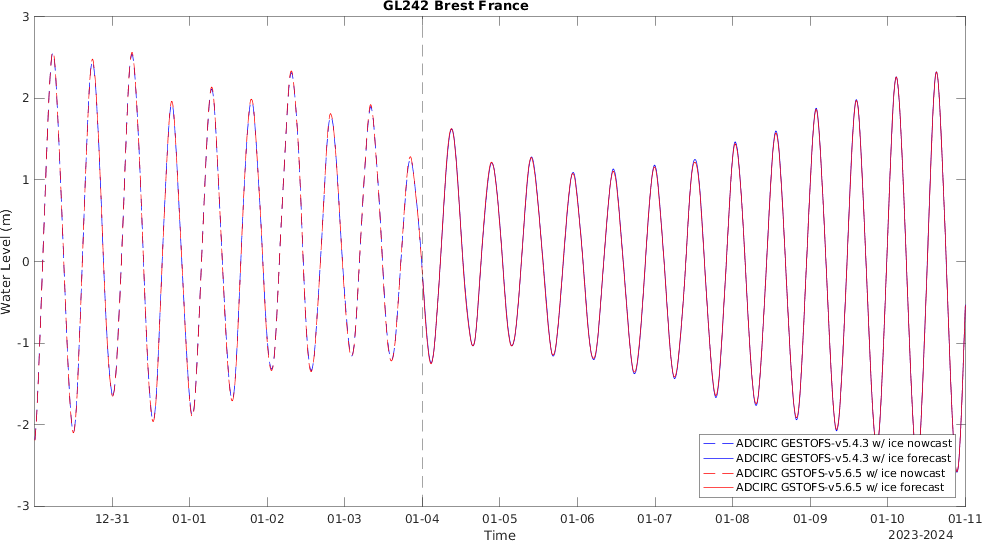 GL242 Brest France
3
2
1
0
-1
-2
-3
Water Level (m)
ADCIRC GESTOFS-v5.4.3 w/ ice nowcast
ADCIRC GESTOFS-v5.4.3 w/ ice forecast
ADCIRC GSTOFS-v5.6.5 w/ ice nowcast
ADCIRC GSTOFS-v5.6.5 w/ ice forecast
12-31 01-01 01-02 01-03 01-04 01-05 01-06 01-07 01-08 01-09 01-10 01-11
Time
2023-2024